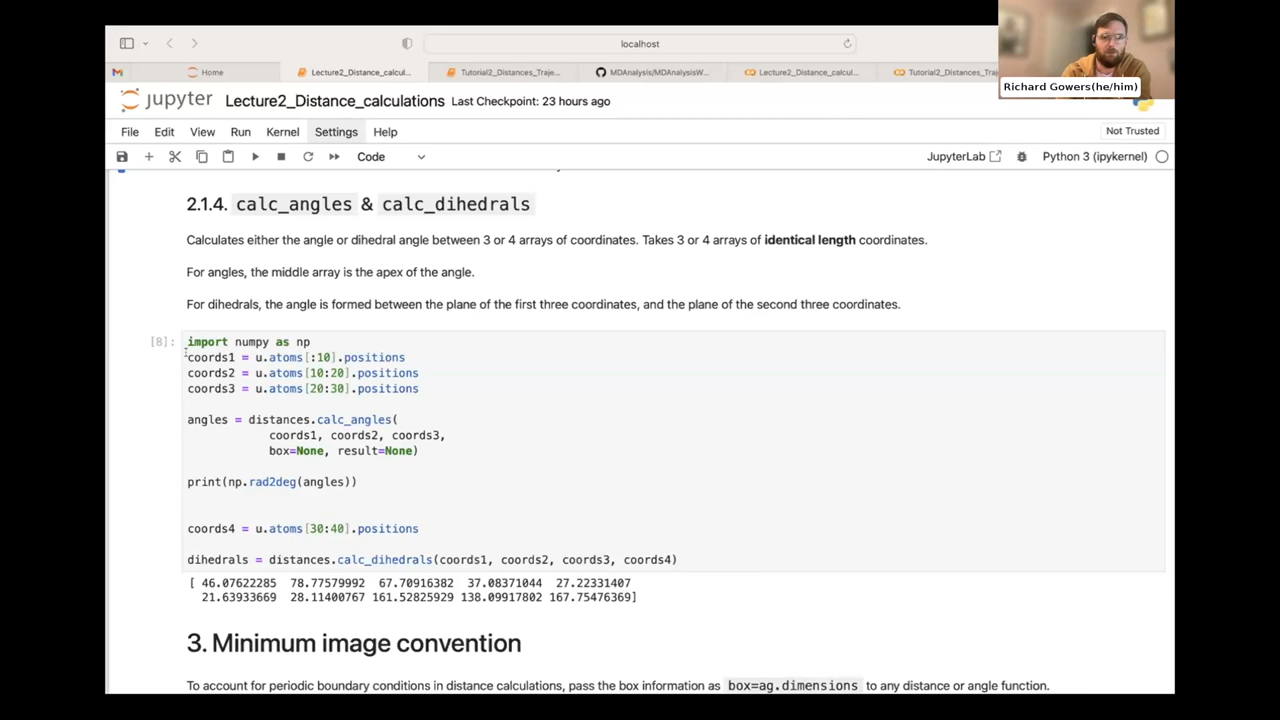 localhost
Home
Lecture2_Distance_calcul...
Tutorial2_Distances_Traje...
MDAnalysis/MDAnalysisW...
Lecture2_Distance_calcul...
Tutorial2_Distances_Traj
Richard Gowers(he/him)
jupyter Lecture2_Distance_calculations Last Checkpoint: 23 hours ago
File Edit View Run Kernel Settings Help Not Trusted
Code JupyterLab Python 3 (ipykernel)
2.1.4. calc_angles & calc_dihedrals
Calculates either the angle or dihedral angle between 3 or 4 arrays of coordinates. Takes 3 or 4 arrays of identical length coordinates.
For angles, the middle array is the apex of the angle.
For dihedrals, the angle is formed between the plane of the first three coordinates, and the plane of the second three coordinates.
[8]: import numpy as np
coords1 = u.atoms[:10].positions
coords2 = u.atoms[10:20].positions
coords3 = u.atoms[20:30].positions
angles = distances.calc_angles(
coords1, coords2, coords3,
box=None, result=None)
print(np.rad2deg(angles))
coords4 = u.atoms[30:40].positions
dihedrals = distances.calc_dihedrals(coords1, coords2, coords3, coords4)
[ 46.07622285 78.77579992 67.70916382 37.08371044 27.22331407
21.63933669 28.11400767 161.52825929 138.09917802 167.75476369]
3. Minimum image convention
To account for periodic boundary conditions in distance calculations, pass the box information as box=ag.dimensions to any distance or angle function.